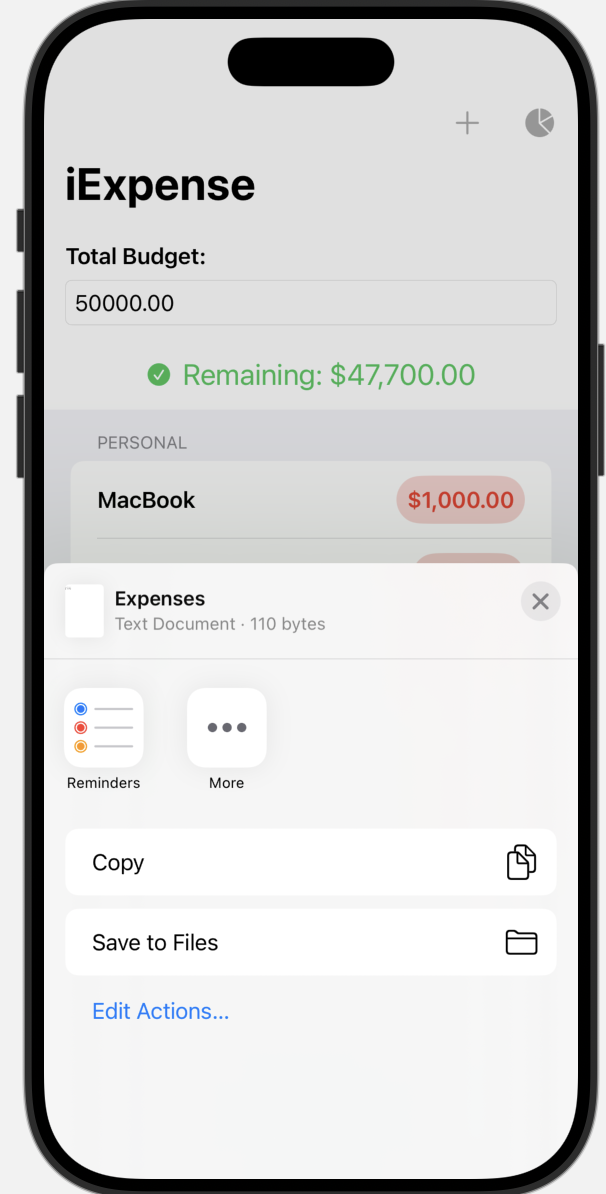 iExpense
Total Budget:
50000.00
Remaining: $47,700.00
PERSONAL
MacBook
$1,000.00
Expenses
Text Document · 110 bytes
Reminders
More
Copy
Save to Files
Edit Actions...